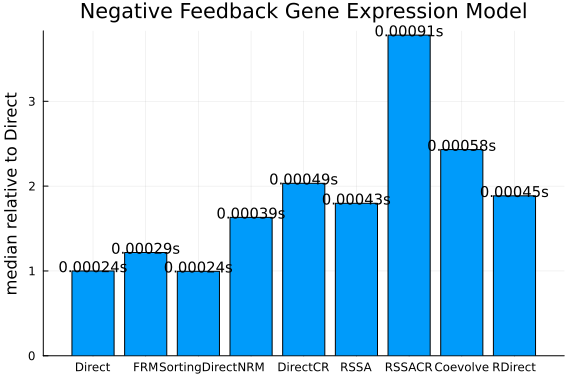 Negative Feedback Gene Expression Model
median relative to Direct
3
2
1
0
0.00024s
0.00029s
0.00024s
0.00039s
0.00049s
0.00043s
0.00091s
0.00058s
0.00045s
Direct FRM SortingDirect NRM DirectCR RSSA RSSACR Coevolve RDirect